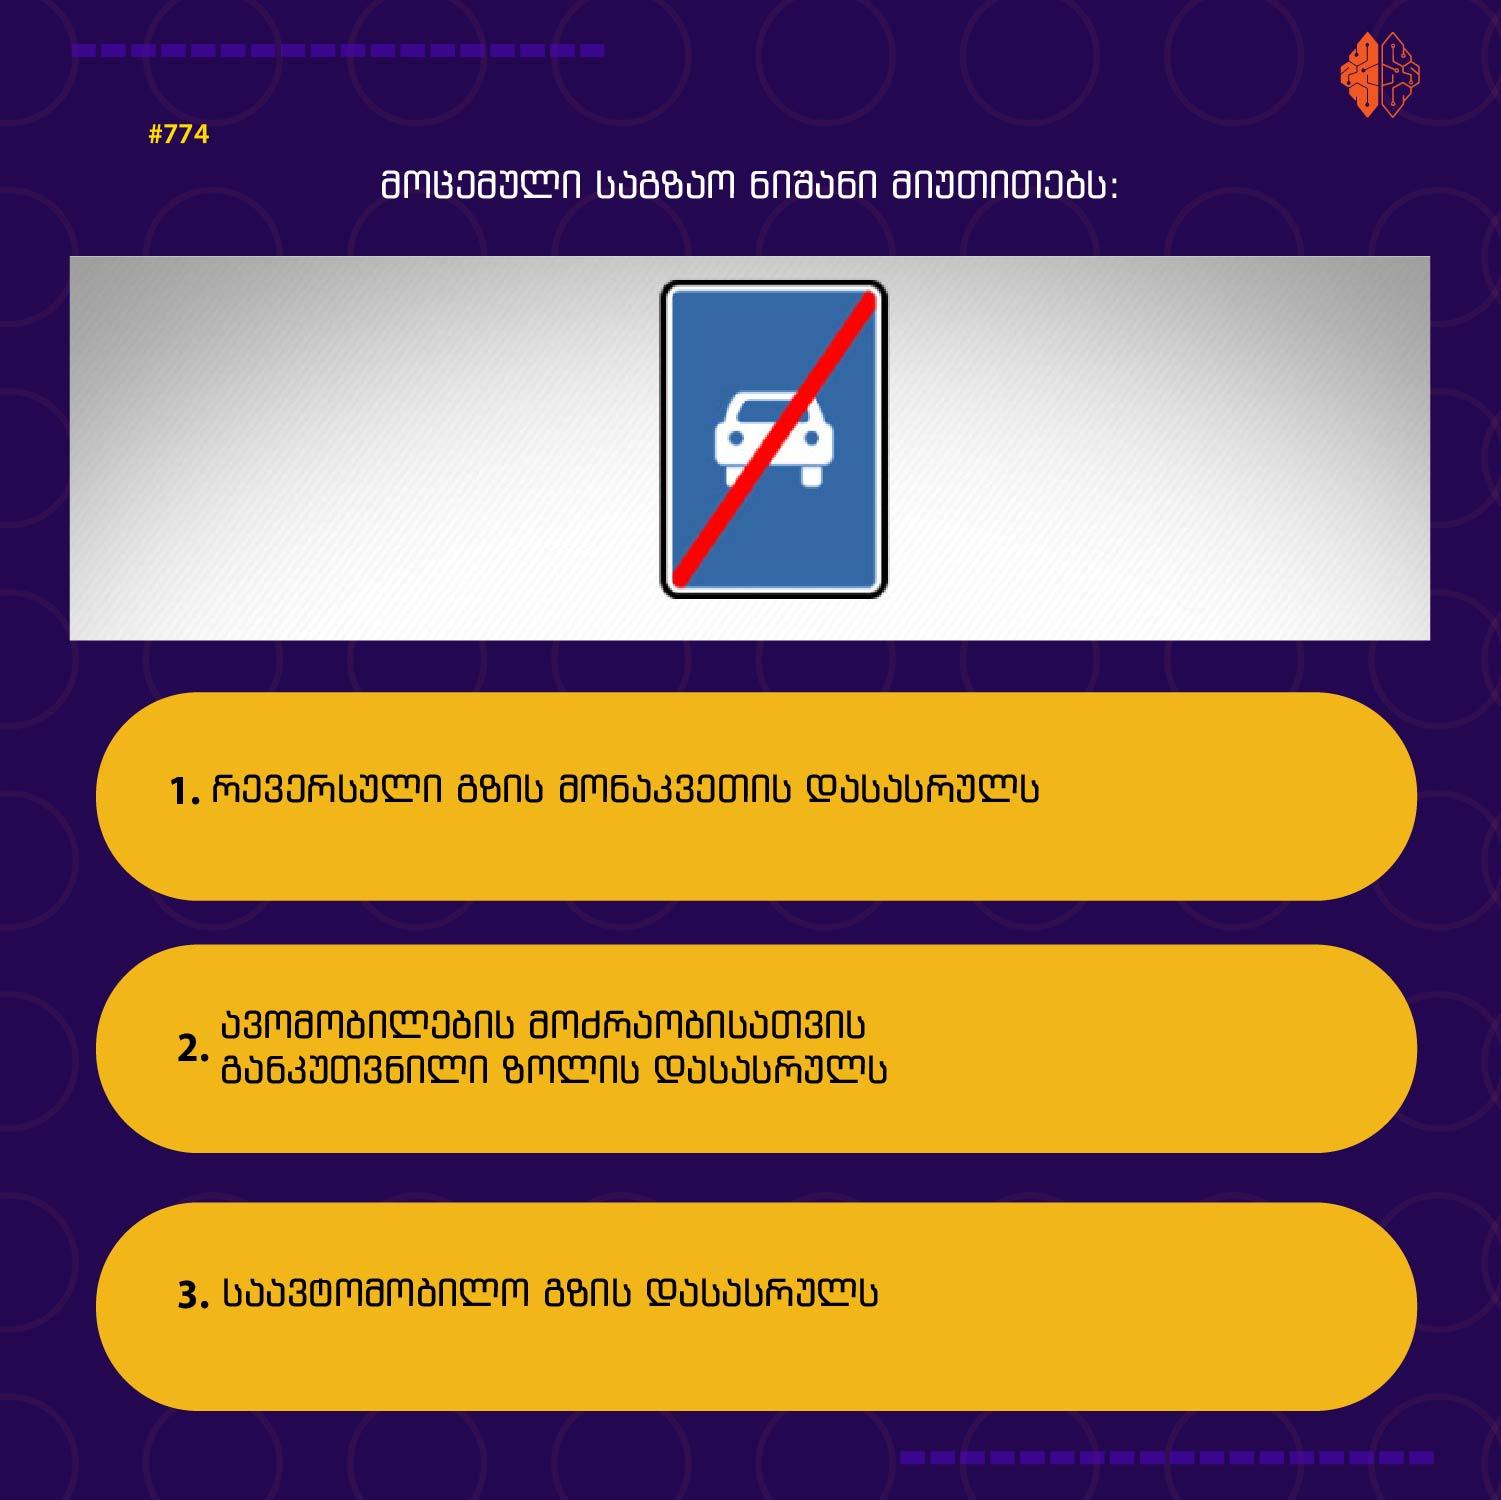 #774
მოცემული საგზაო ნიშანი მიუთითებს:
1. რევერსული გზის მონაკვეთის დასასრულს
2. ავომობილების მოძრაობისათვის
განკუთვნილი ზოლის დასასრულს
3. საავტომობილო გზის დასასრულს